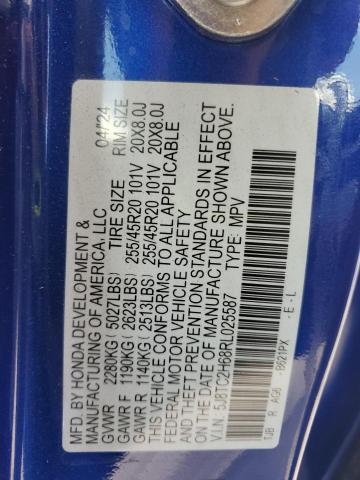 MFD. BY HONDA DEVELOPMENT & 04/24
MANUFACTURING OF AMERICA, LLC
TIRE SIZE RIM SIZE
GVWR 2280KG (5027LBS)
GAWR F 1190KG (2623LBS) 255/45R20 101V 20X8.0J
GAWR R 1140KG (2513LBS) 255/45R20 101V 20X8.0J
THIS VEHICLE CONFORMS TO ALL APPLICABLE
FEDERAL MOTOR VEHICLE SAFETY
AND THEFT PREVENTION STANDARDS IN EFFECT
ON THE DATE OF MANUFACTURE SHOWN ABOVE.
V.I.N: 5J8TC2H68RL025587 TYPE: MPV
TJB R AG6 - B621PX - E - L